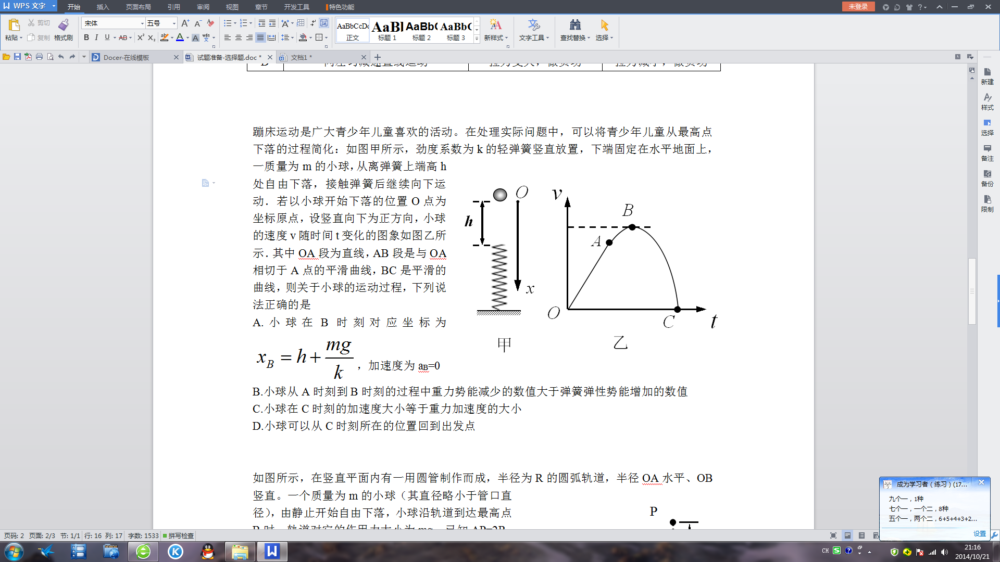 WPS 文字
开始 插入 页面布局 引用 审阅 视图 章节 开发工具 特色功能
未登录
粘贴 剪切 复制 格式刷
宋体 五号
AaBbCcDc 正文
AaBl 标题 1
AaBb( 标题 2
AaBbC 标题 3
新样式 文字工具 查找替换 选择
Docer-在线模板 试题准备-选择题.doc * 文档1 *
新建
样式
选择
备注
备份
限制
蹦床运动是广大青少年儿童喜欢的活动。在处理实际问题中，可以将青少年儿童从最高点
下落的过程简化：如图甲所示，劲度系数为 k 的轻弹簧竖直放置，下端固定在水平地面上，
一质量为 m 的小球，从离弹簧上端高 h
处自由下落，接触弹簧后继续向下运
动．若以小球开始下落的位置 O 点为
坐标原点，设竖直向下为正方向，小球
的速度 v 随时间 t 变化的图象如图乙所
示．其中 OA 段为直线，AB 段是与 OA
相切于 A 点的平滑曲线，BC 是平滑的
曲线，则关于小球的运动过程，下列说
法正确的是
A. 小球在 B 时刻对应坐标为
x_B = h + mg/k ，加速度为 aB=0
O
h
x
甲
v
B
A
O
C
t
乙
B.小球从 A 时刻到 B 时刻的过程中重力势能减少的数值大于弹簧弹性势能增加的数值
C.小球在 C 时刻的加速度大小等于重力加速度的大小
D.小球可以从 C 时刻所在的位置回到出发点
如图所示，在竖直平面内有一用圆管制作而成，半径为 R 的圆弧轨道，半径 OA 水平、OB
竖直。一个质量为 m 的小球（其直径略小于管口直
径），由静止开始自由下落，小球沿轨道到达最高点
P
成为学习者（练习）(17...
九个一，1种
七个一，一个二，8种
五个一，两个二，6+5+4+3+2...
设置
页码: 2 页面: 2/3 节: 1/1 行: 16 列: 17 字数: 1533 拼写检查
CH
21:16
2014/10/21